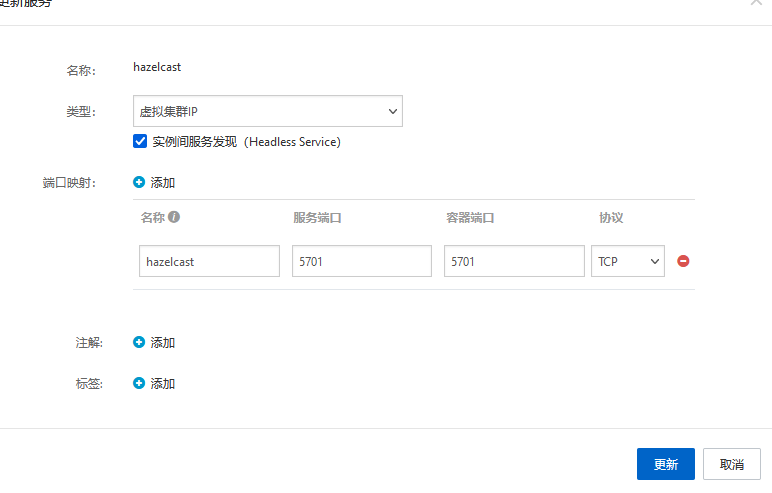 更新服务
名称： hazelcast
类型： 虚拟集群IP
实例间服务发现（Headless Service）
端口映射： 添加
名称 服务端口 容器端口 协议
hazelcast 5701 5701 TCP
注解： 添加
标签： 添加
更新 取消